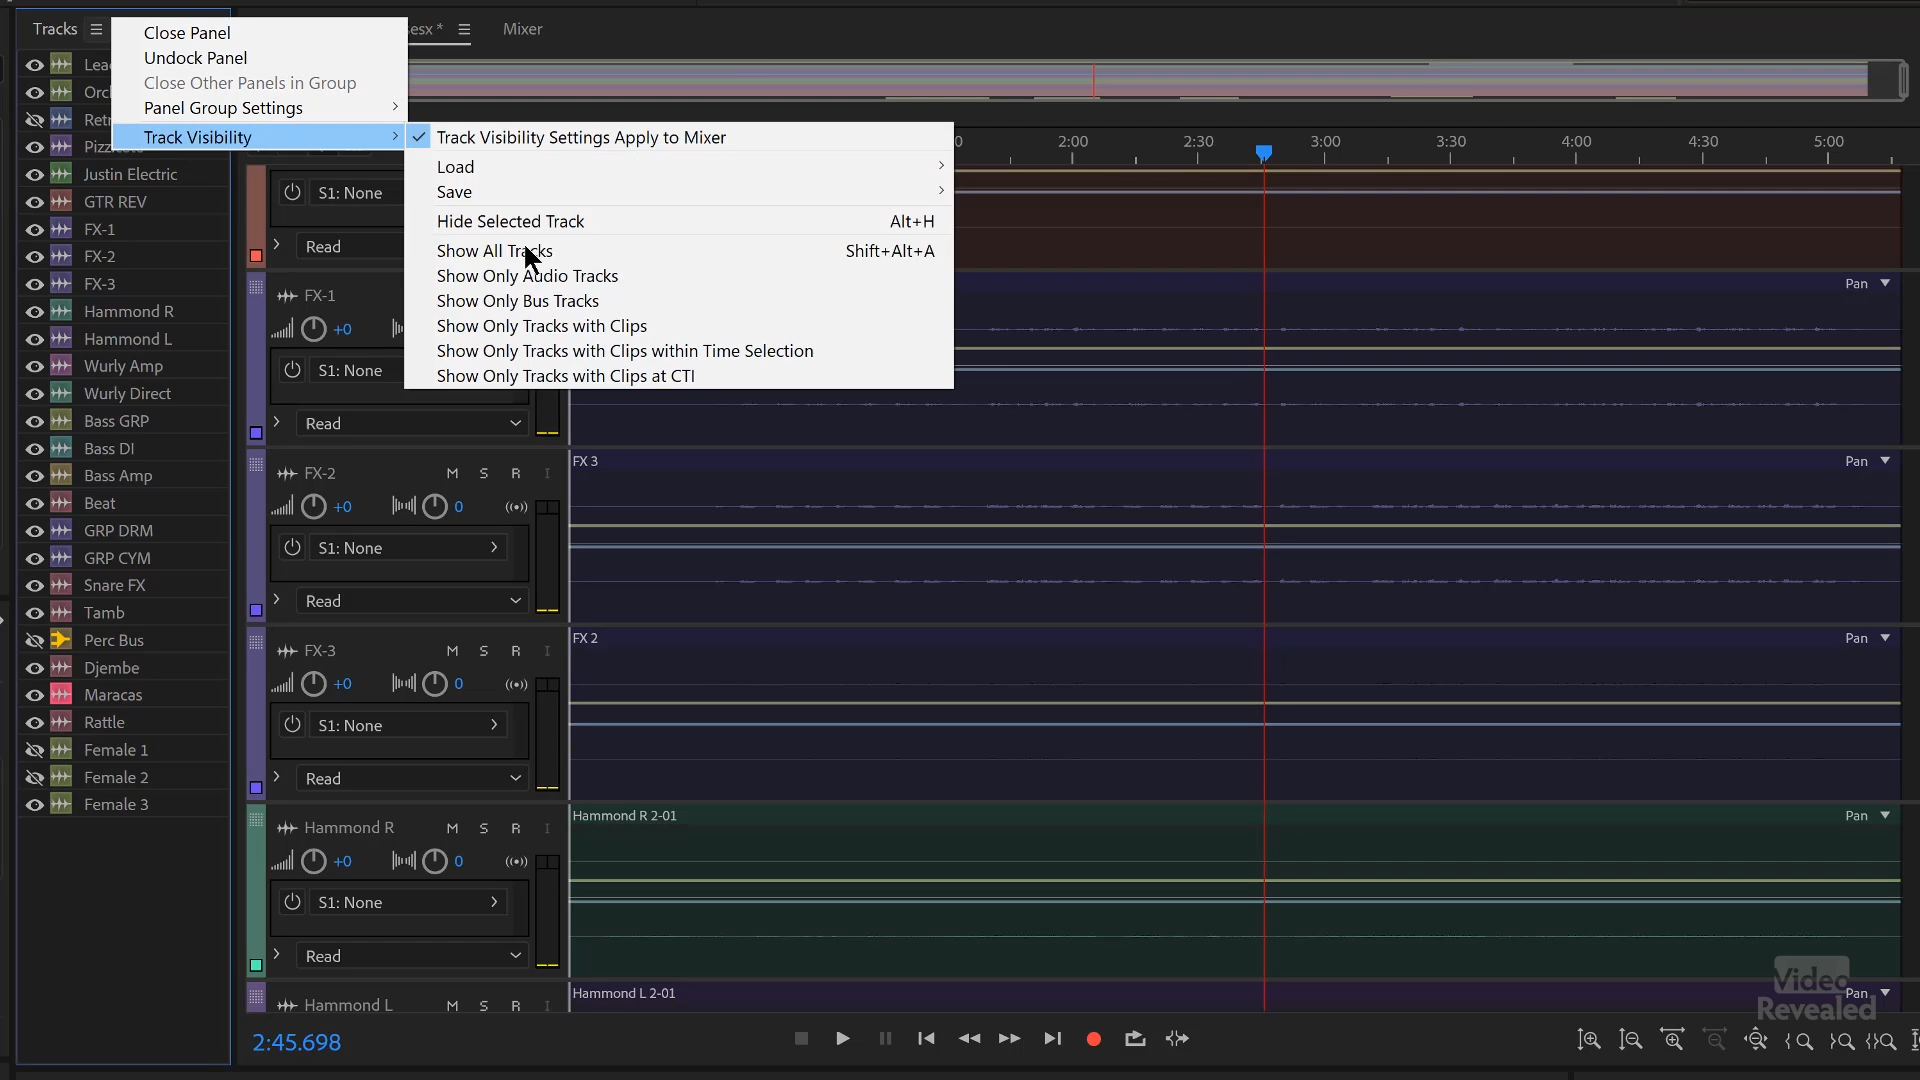 Tracks
Close Panel
Undock Panel
Close Other Panels in Group
Panel Group Settings
Track Visibility
sesx *
Mixer
Track Visibility Settings Apply to Mixer
Load
Save
Hide Selected Track Alt+H
Show All Tracks Shift+Alt+A
Show Only Audio Tracks
Show Only Bus Tracks
Show Only Tracks with Clips
Show Only Tracks with Clips within Time Selection
Show Only Tracks with Clips at CTI
2:00 2:30 3:00 3:30 4:00 4:30 5:00
Justin Electric
GTR REV
FX-1
FX-2
FX-3
Hammond R
Hammond L
Wurly Amp
Wurly Direct
Bass GRP
Bass DI
Bass Amp
Beat
GRP DRM
GRP CYM
Snare FX
Tamb
Perc Bus
Djembe
Maracas
Rattle
Female 1
Female 2
Female 3
S1: None
Read
FX-1
Pan
+0
S1: None
Read
FX-2 M S R I
FX 3 Pan
+0 0
S1: None
Read
FX-3 M S R I
FX 2 Pan
+0 0
S1: None
Read
Hammond R M S R I
Hammond R 2-01 Pan
+0 0
S1: None
Read
Hammond L M S R I
Hammond L 2-01 Pan
2:45.698
Video
Revealed